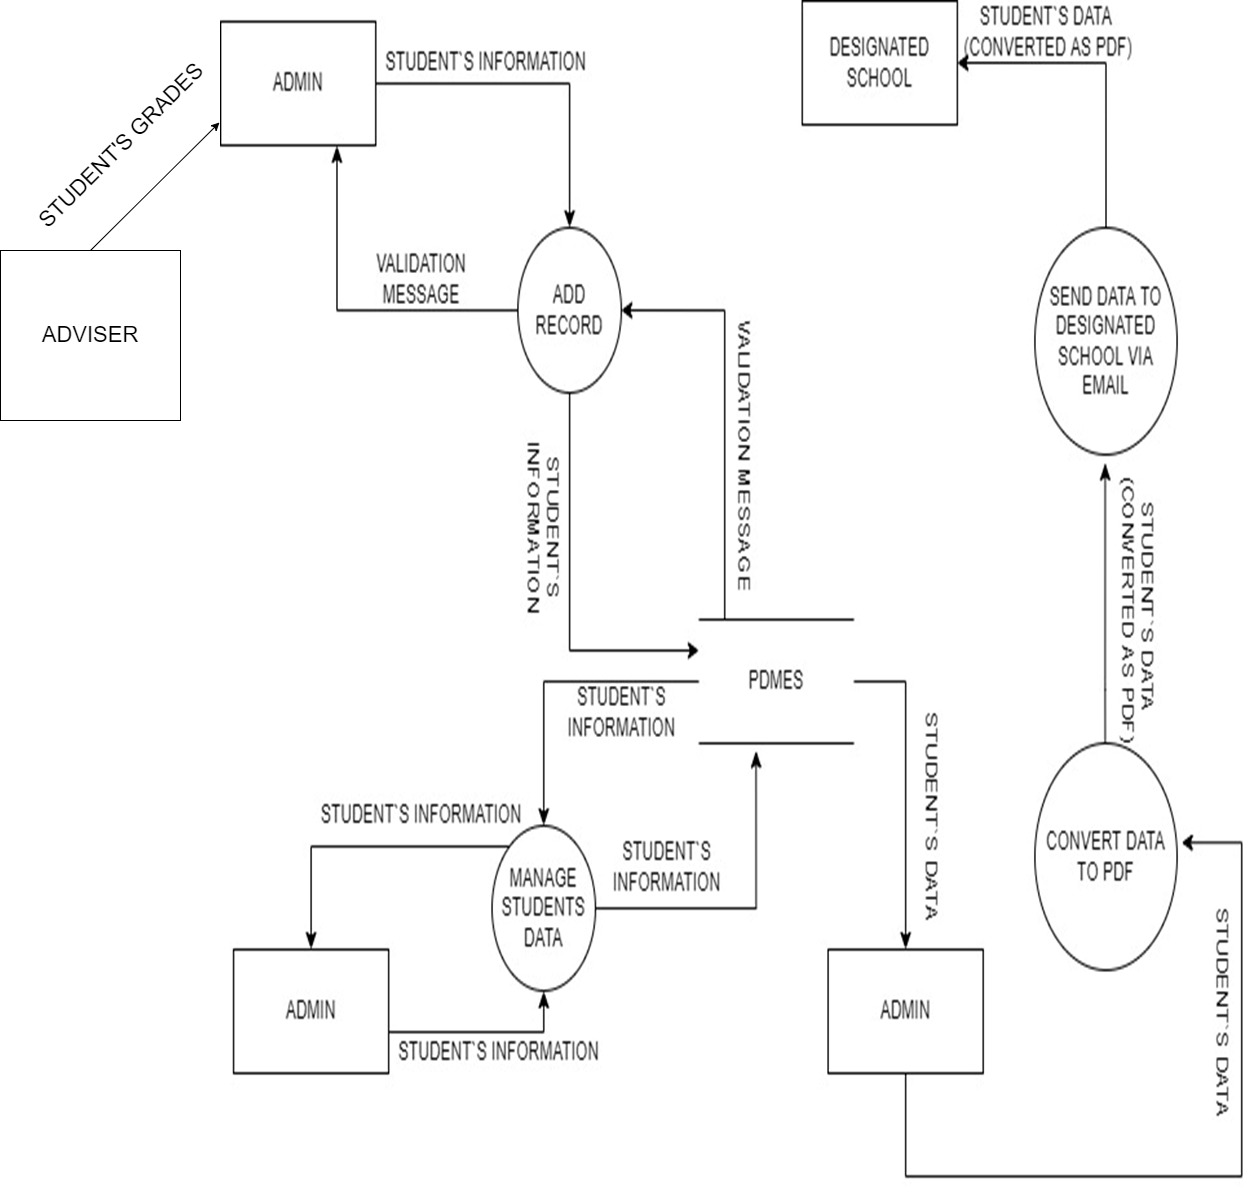 ADMIN
STUDENT`S INFORMATION
STUDENT'S GRADES
ADVISER
VALIDATION
MESSAGE
ADD
RECORD
VALIDATION MESSAGE
STUDENT`S
INFORMATION
PDMES
STUDENT`S
INFORMATION
STUDENT`S INFORMATION
MANAGE
STUDENTS
DATA
STUDENT`S
INFORMATION
ADMIN
STUDENT`S INFORMATION
STUDENT`S DATA
ADMIN
STUDENT`S DATA
CONVERT DATA
TO PDF
STUDENT`S DATA
(CONVERTED AS PDF)
SEND DATA TO
DESIGNATED
SCHOOL VIA
EMAIL
STUDENT`S DATA
(CONVERTED AS PDF)
DESIGNATED
SCHOOL